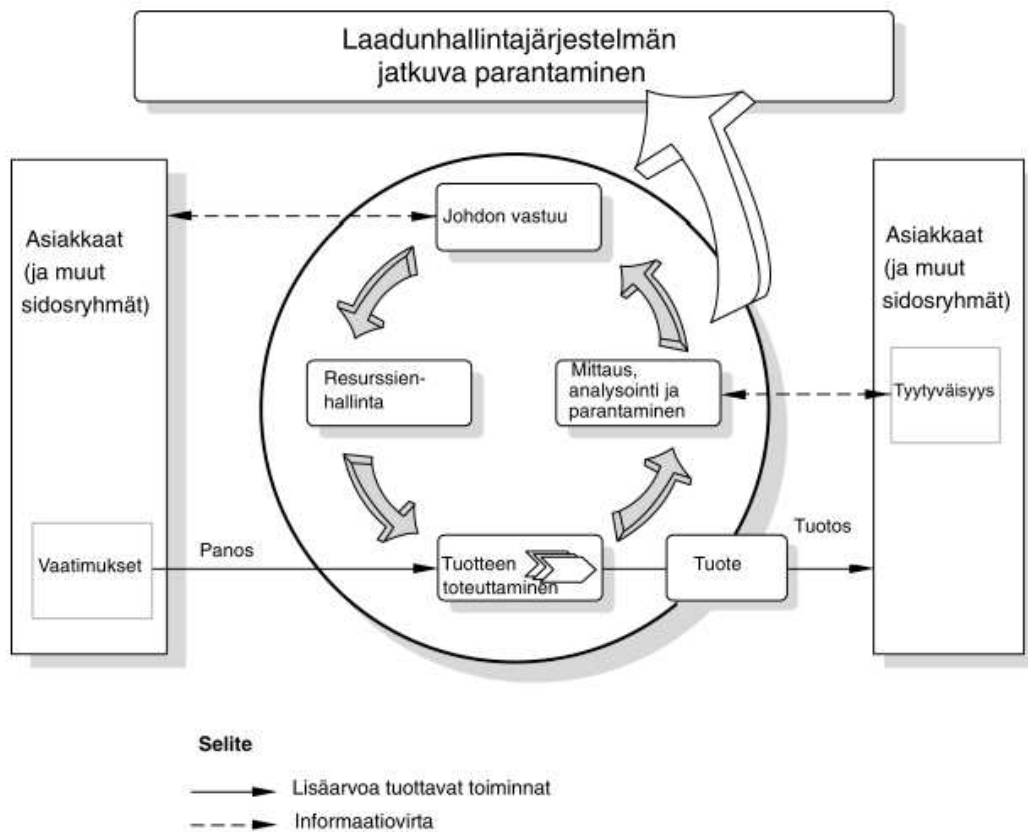 Laadunhallintajärjestelmän
jatkuva parantaminen
Asiakkaat
(ja muut
sidosryhmät)
Johdon vastuu
Asiakkaat
(ja muut
sidosryhmät)
Resurssien-
hallinta
Mittaus,
analysointi ja
parantaminen
Tyytyväisyys
Vaatimukset
Panos
Tuotteen
toteuttaminen
Tuote
Tuotos
Selite
Lisäarvoa tuottavat toiminnat
Informaatiovirta